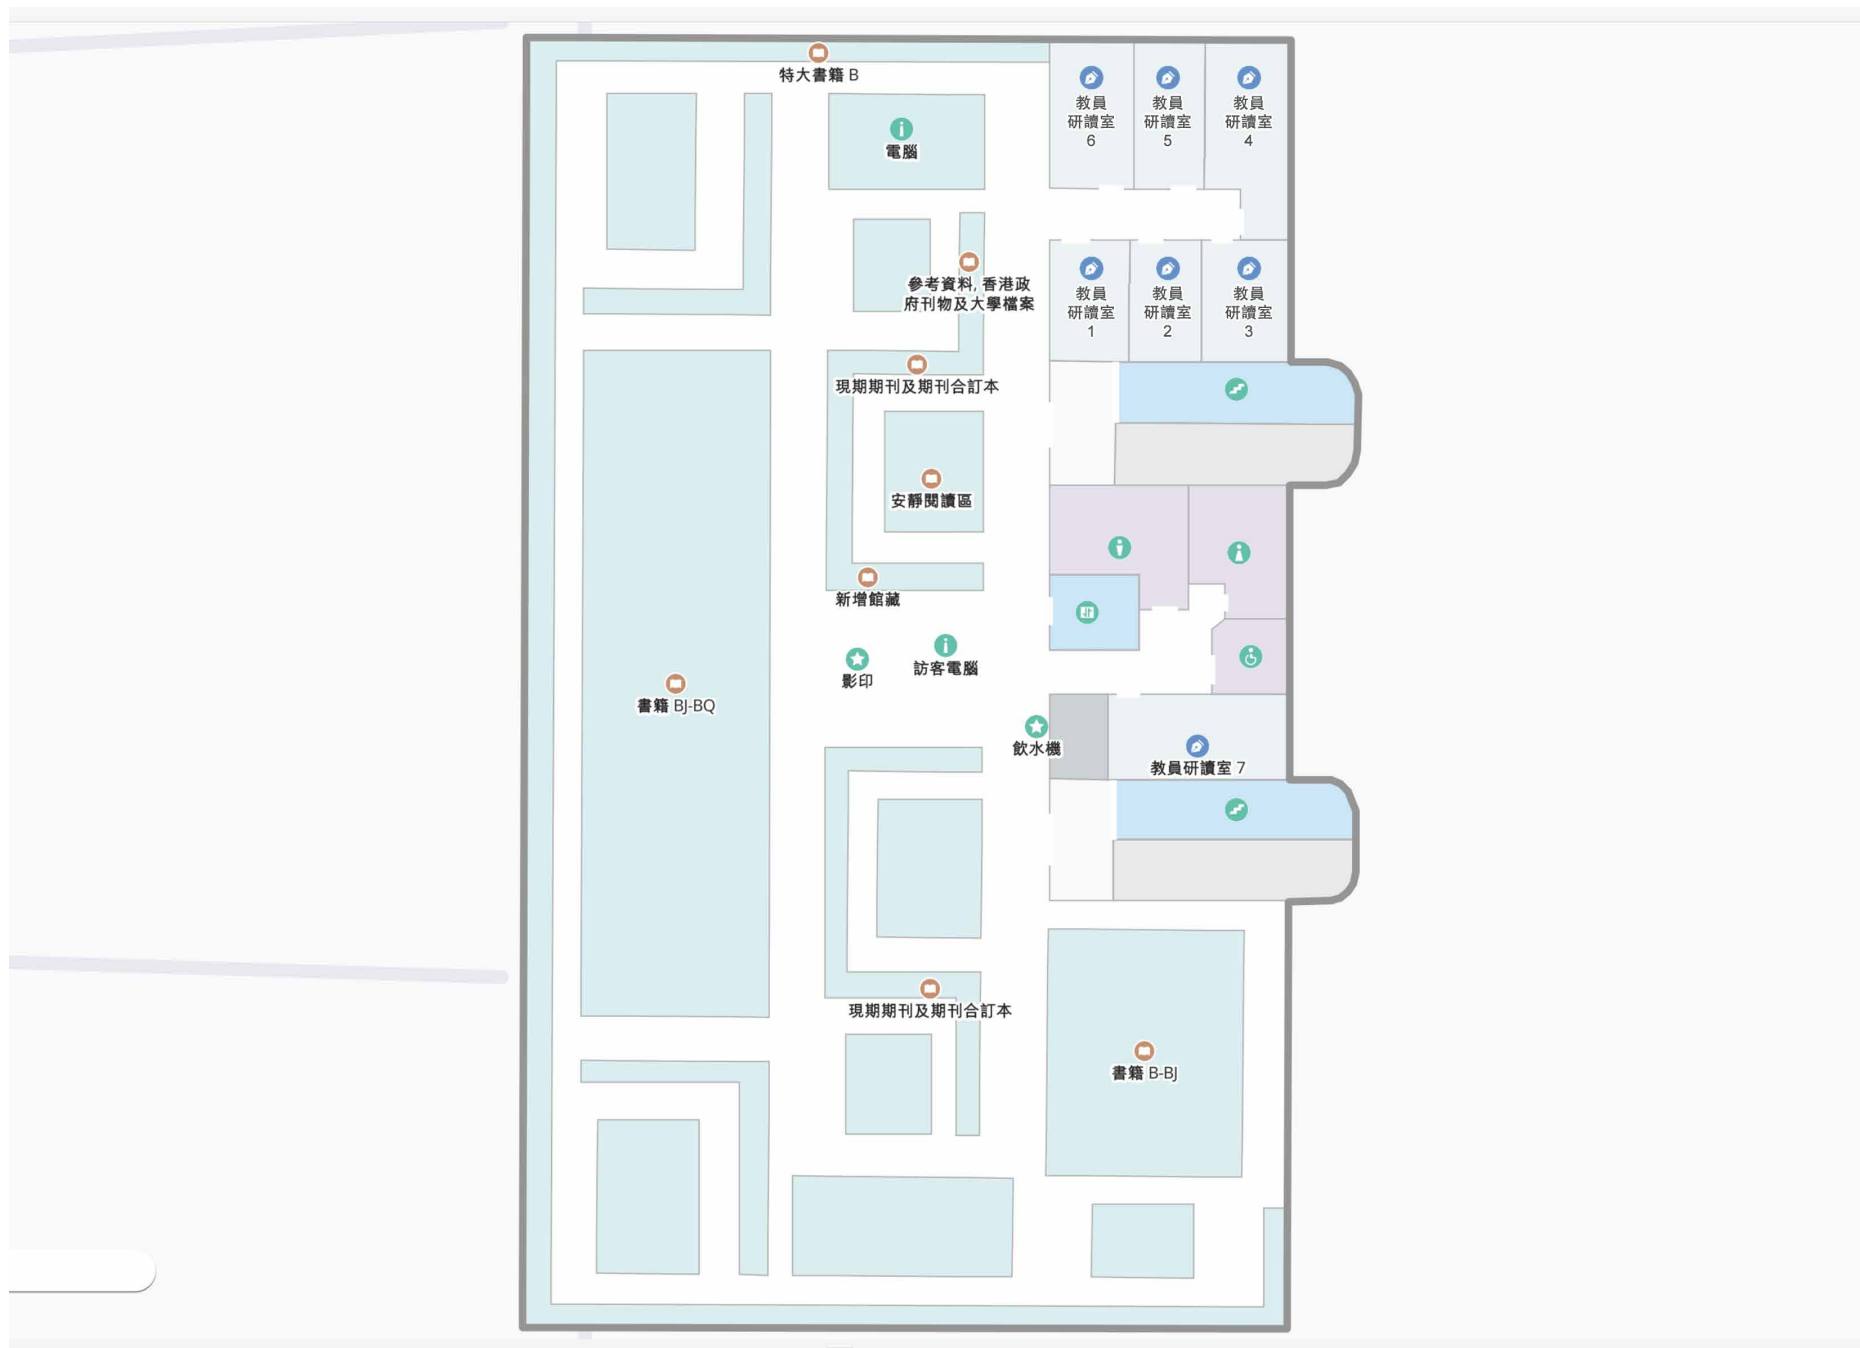 特大書籍 B
教員
研讀室
6
教員
研讀室
5
教員
研讀室
4
電腦
參考資料, 香港政
府刊物及大學檔案
教員
研讀室
1
教員
研讀室
2
教員
研讀室
3
現期期刊及期刊合訂本
安靜閱讀區
新增館藏
影印
訪客電腦
書籍 BJ-BQ
飲水機
教員研讀室 7
現期期刊及期刊合訂本
書籍 B-BJ